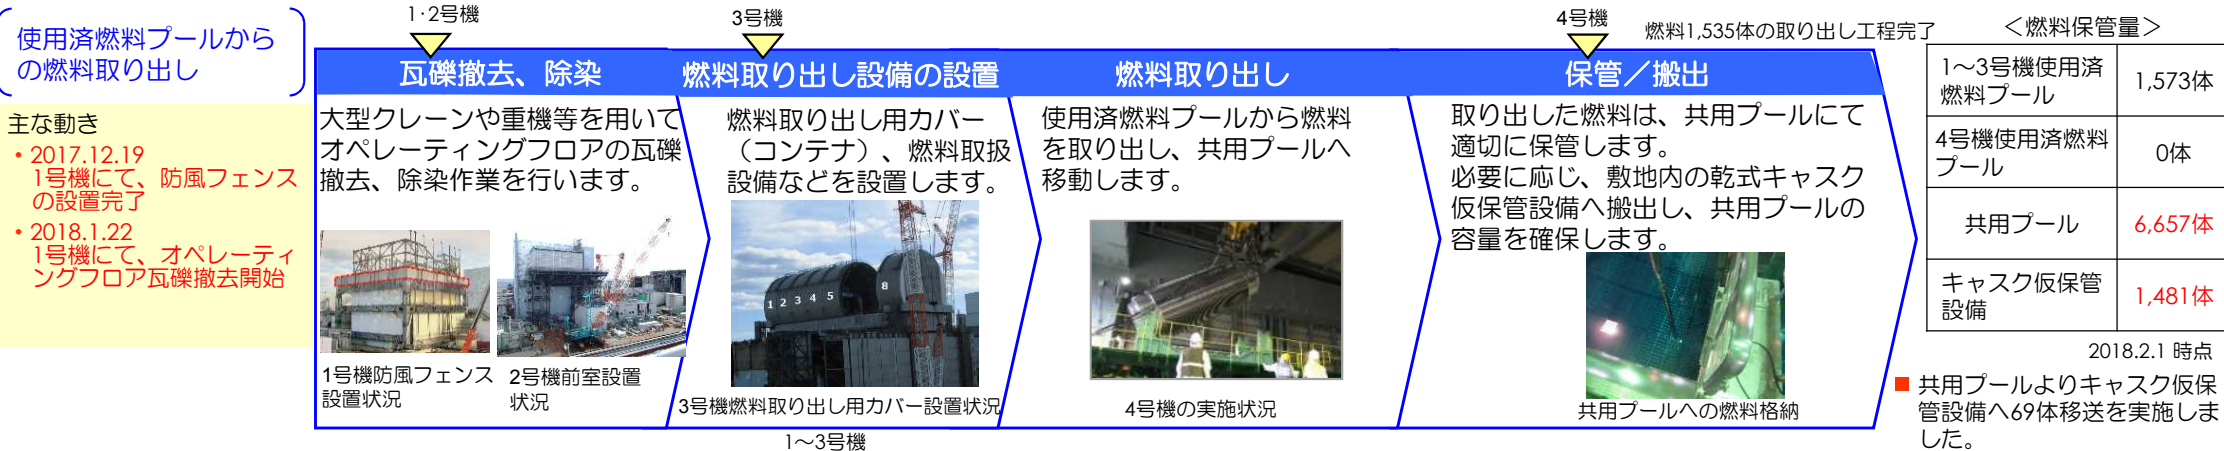 使用済燃料プールから
の燃料取り出し
主な動き
・2017.12.19
1号機にて、防風フェンス
の設置完了
・2018.1.22
1号機にて、オペレーティ
ングフロア瓦礫撤去開始
1･2号機
3号機
4号機
燃料1,535体の取り出し工程完了
瓦礫撤去、除染
大型クレーンや重機等を用いて
オペレーティングフロアの瓦礫
撤去、除染作業を行います。
1号機防風フェンス
設置状況
2号機前室設置
状況
燃料取り出し設備の設置
燃料取り出し用カバー
（コンテナ）、燃料取扱
設備などを設置します。
1 2 3 4 5 8
3号機燃料取り出し用カバー設置状況
1～3号機
燃料取り出し
使用済燃料プールから燃料
を取り出し、共用プールへ
移動します。
4号機の実施状況
保管／搬出
取り出した燃料は、共用プールにて
適切に保管します。
必要に応じ、敷地内の乾式キャスク
仮保管設備へ搬出し、共用プールの
容量を確保します。
共用プールへの燃料格納
＜燃料保管量＞
1～3号機使用済
燃料プール 1,573体
4号機使用済燃料
プール 0体
共用プール 6,657体
キャスク仮保管
設備 1,481体
2018.2.1 時点
■ 共用プールよりキャスク仮保
管設備へ69体移送を実施しま
した。